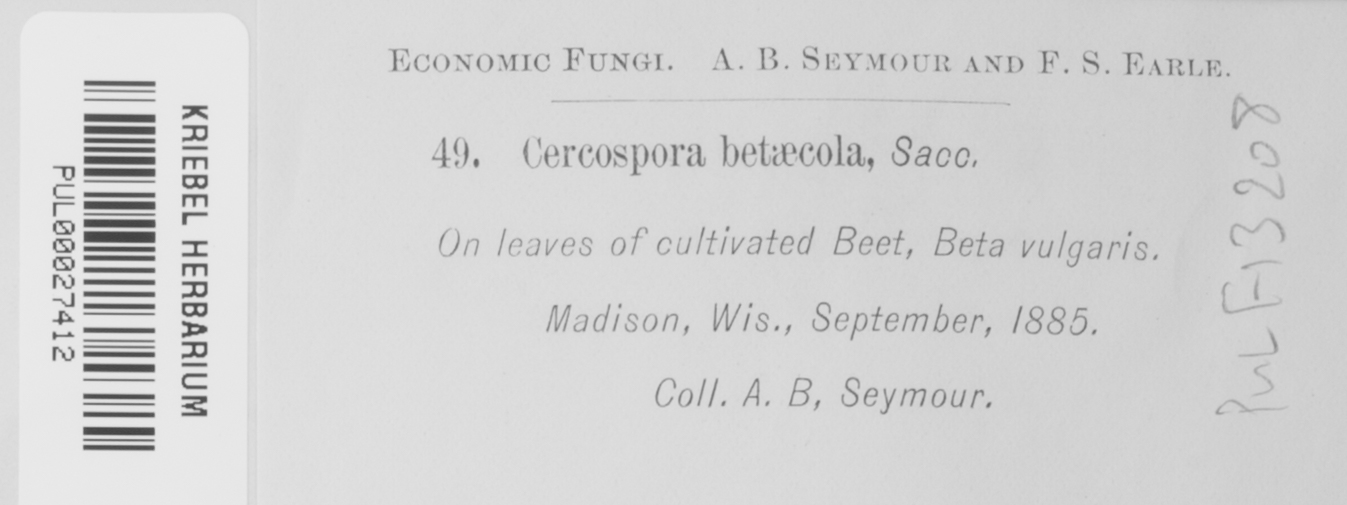 ECONOMIC FUNGI. A. B. SEYMOUR AND F. S. EARLE.
49. Cercospora betæcola, Sacc.
On leaves of cultivated Beet, Beta vulgaris.
Madison, Wis., September, 1885.
Coll. A. B, Seymour.
KRIEBEL HERBARIUM
PUL00027412
PUL F13208